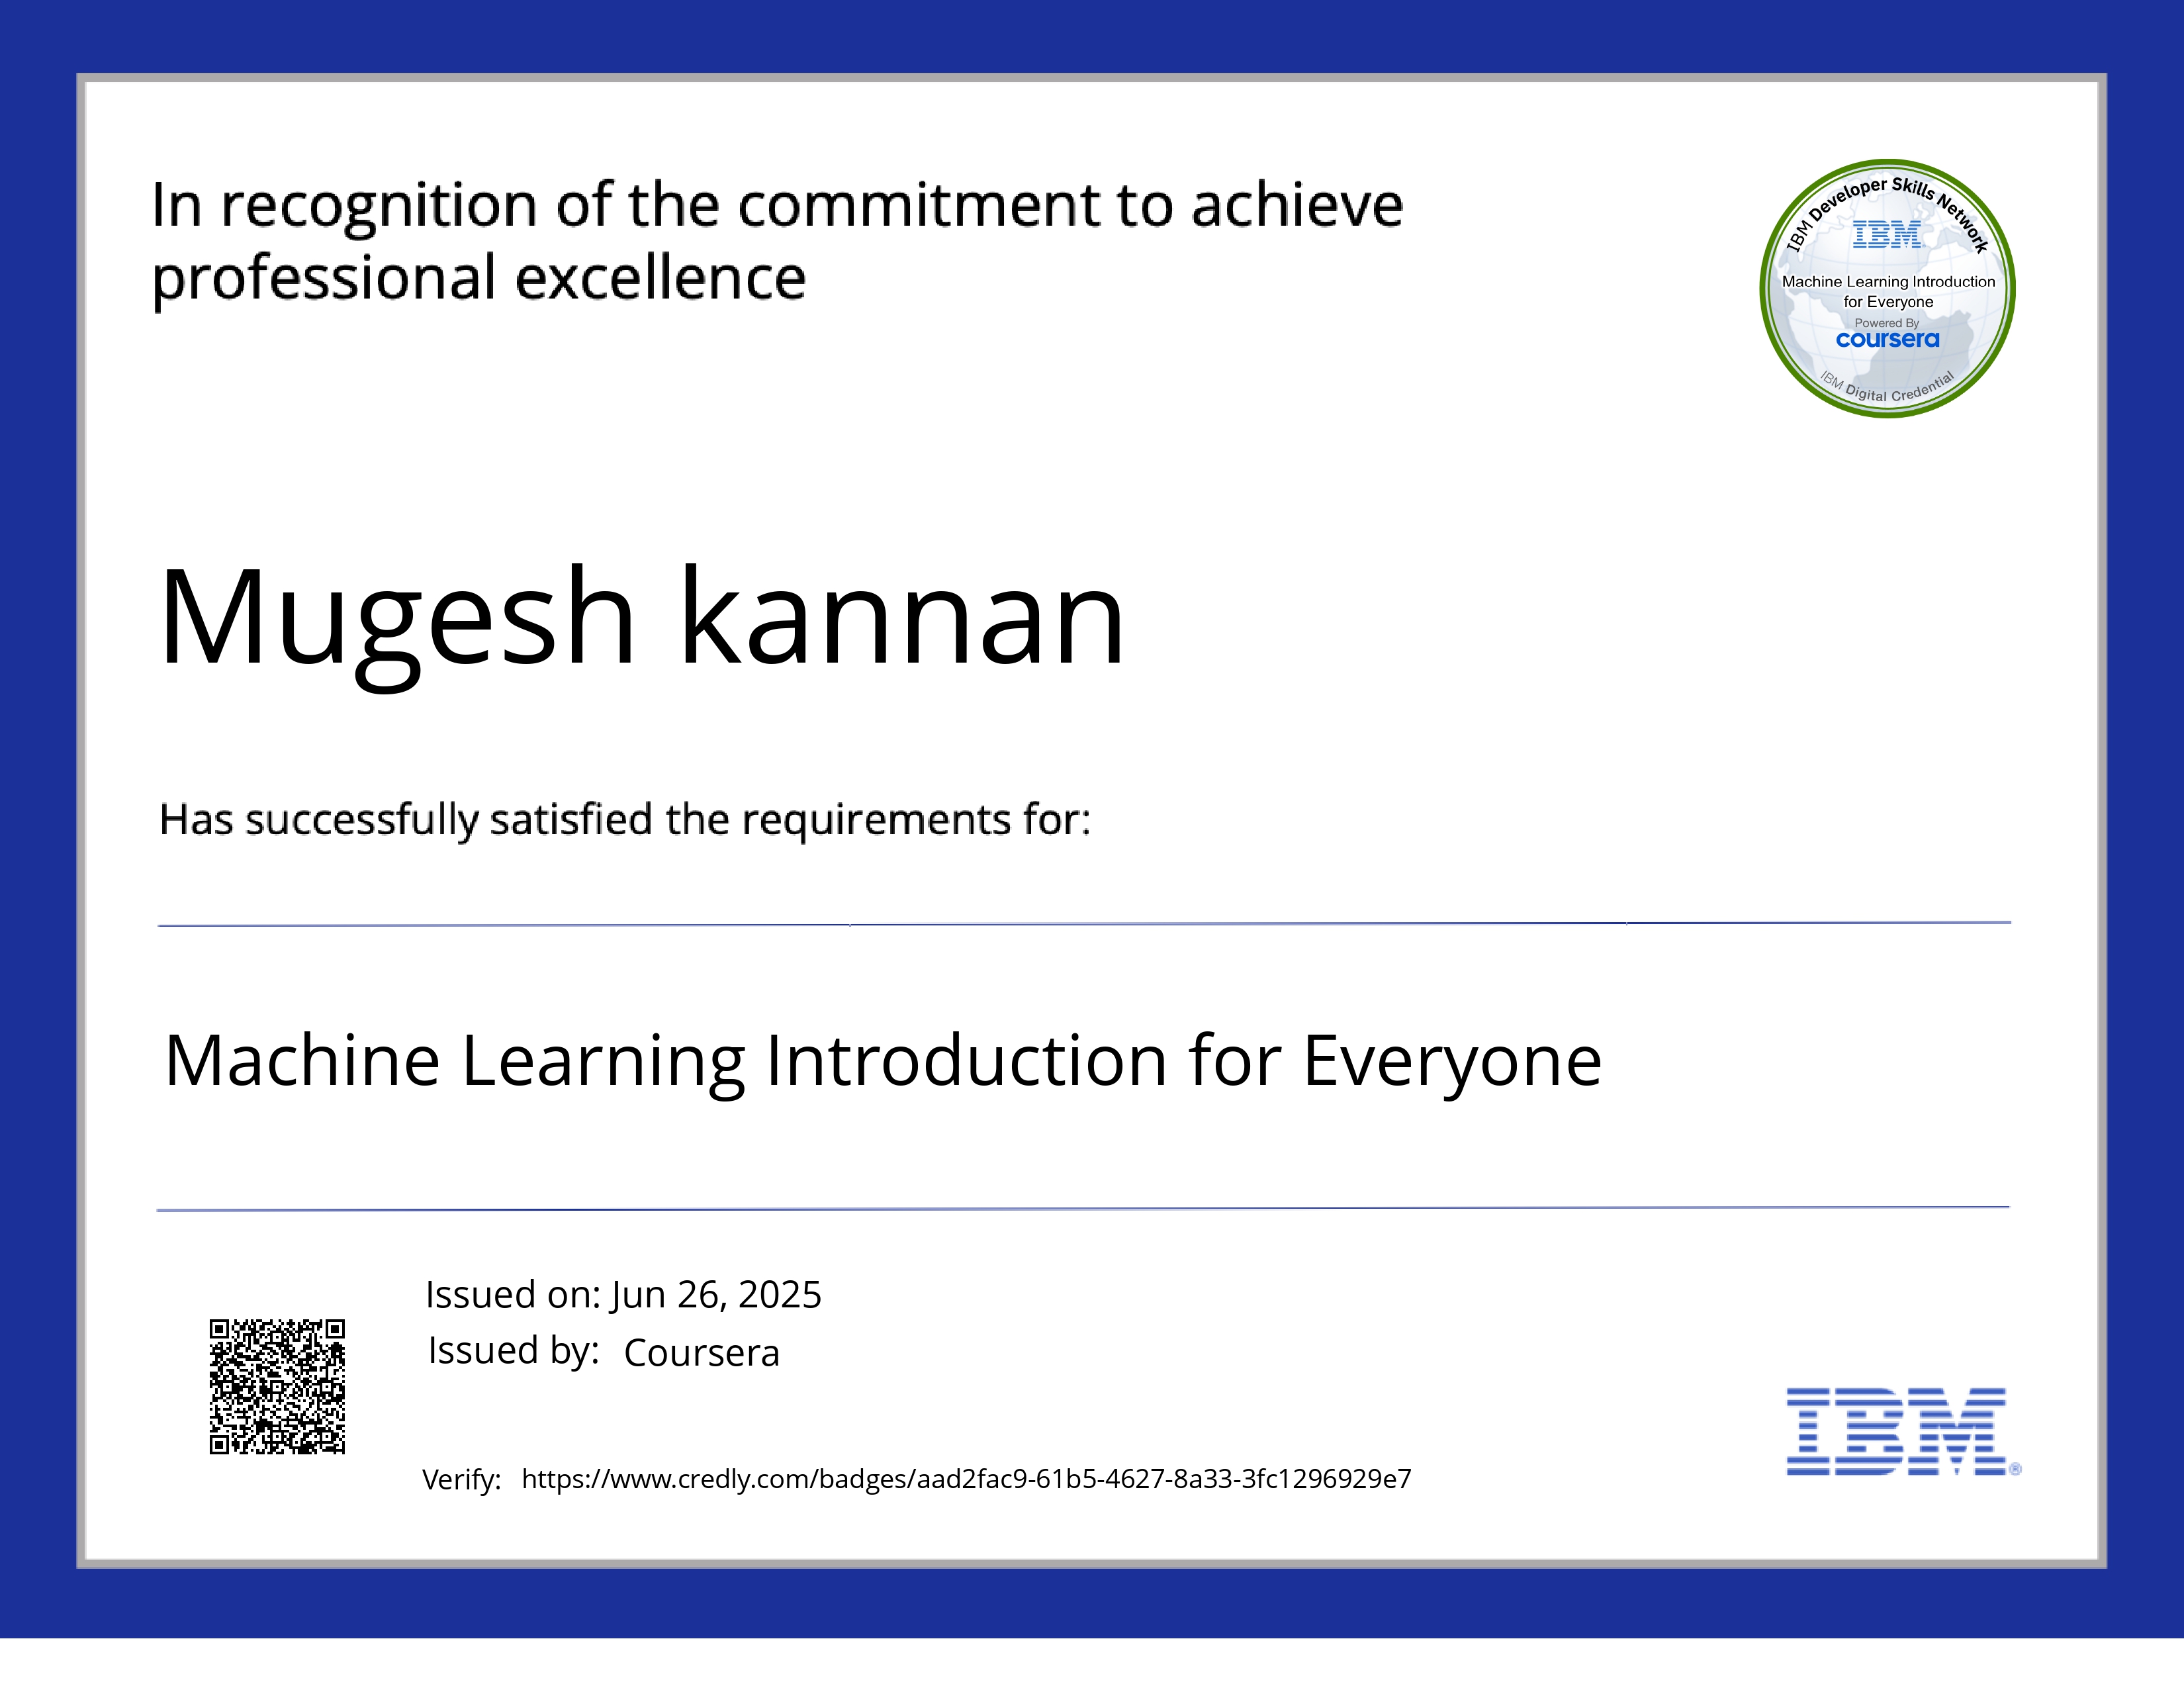 In recognition of the commitment to achieve
professional excellence
IBM Developer Skills Network
IBM
Machine Learning Introduction
for Everyone
Powered By
coursera
IBM Digital Credential
Mugesh kannan
Has successfully satisfied the requirements for:
Machine Learning Introduction for Everyone
Issued on: Jun 26, 2025
Issued by: Coursera
Verify: https://www.credly.com/badges/aad2fac9-61b5-4627-8a33-3fc1296929e7
IBM®